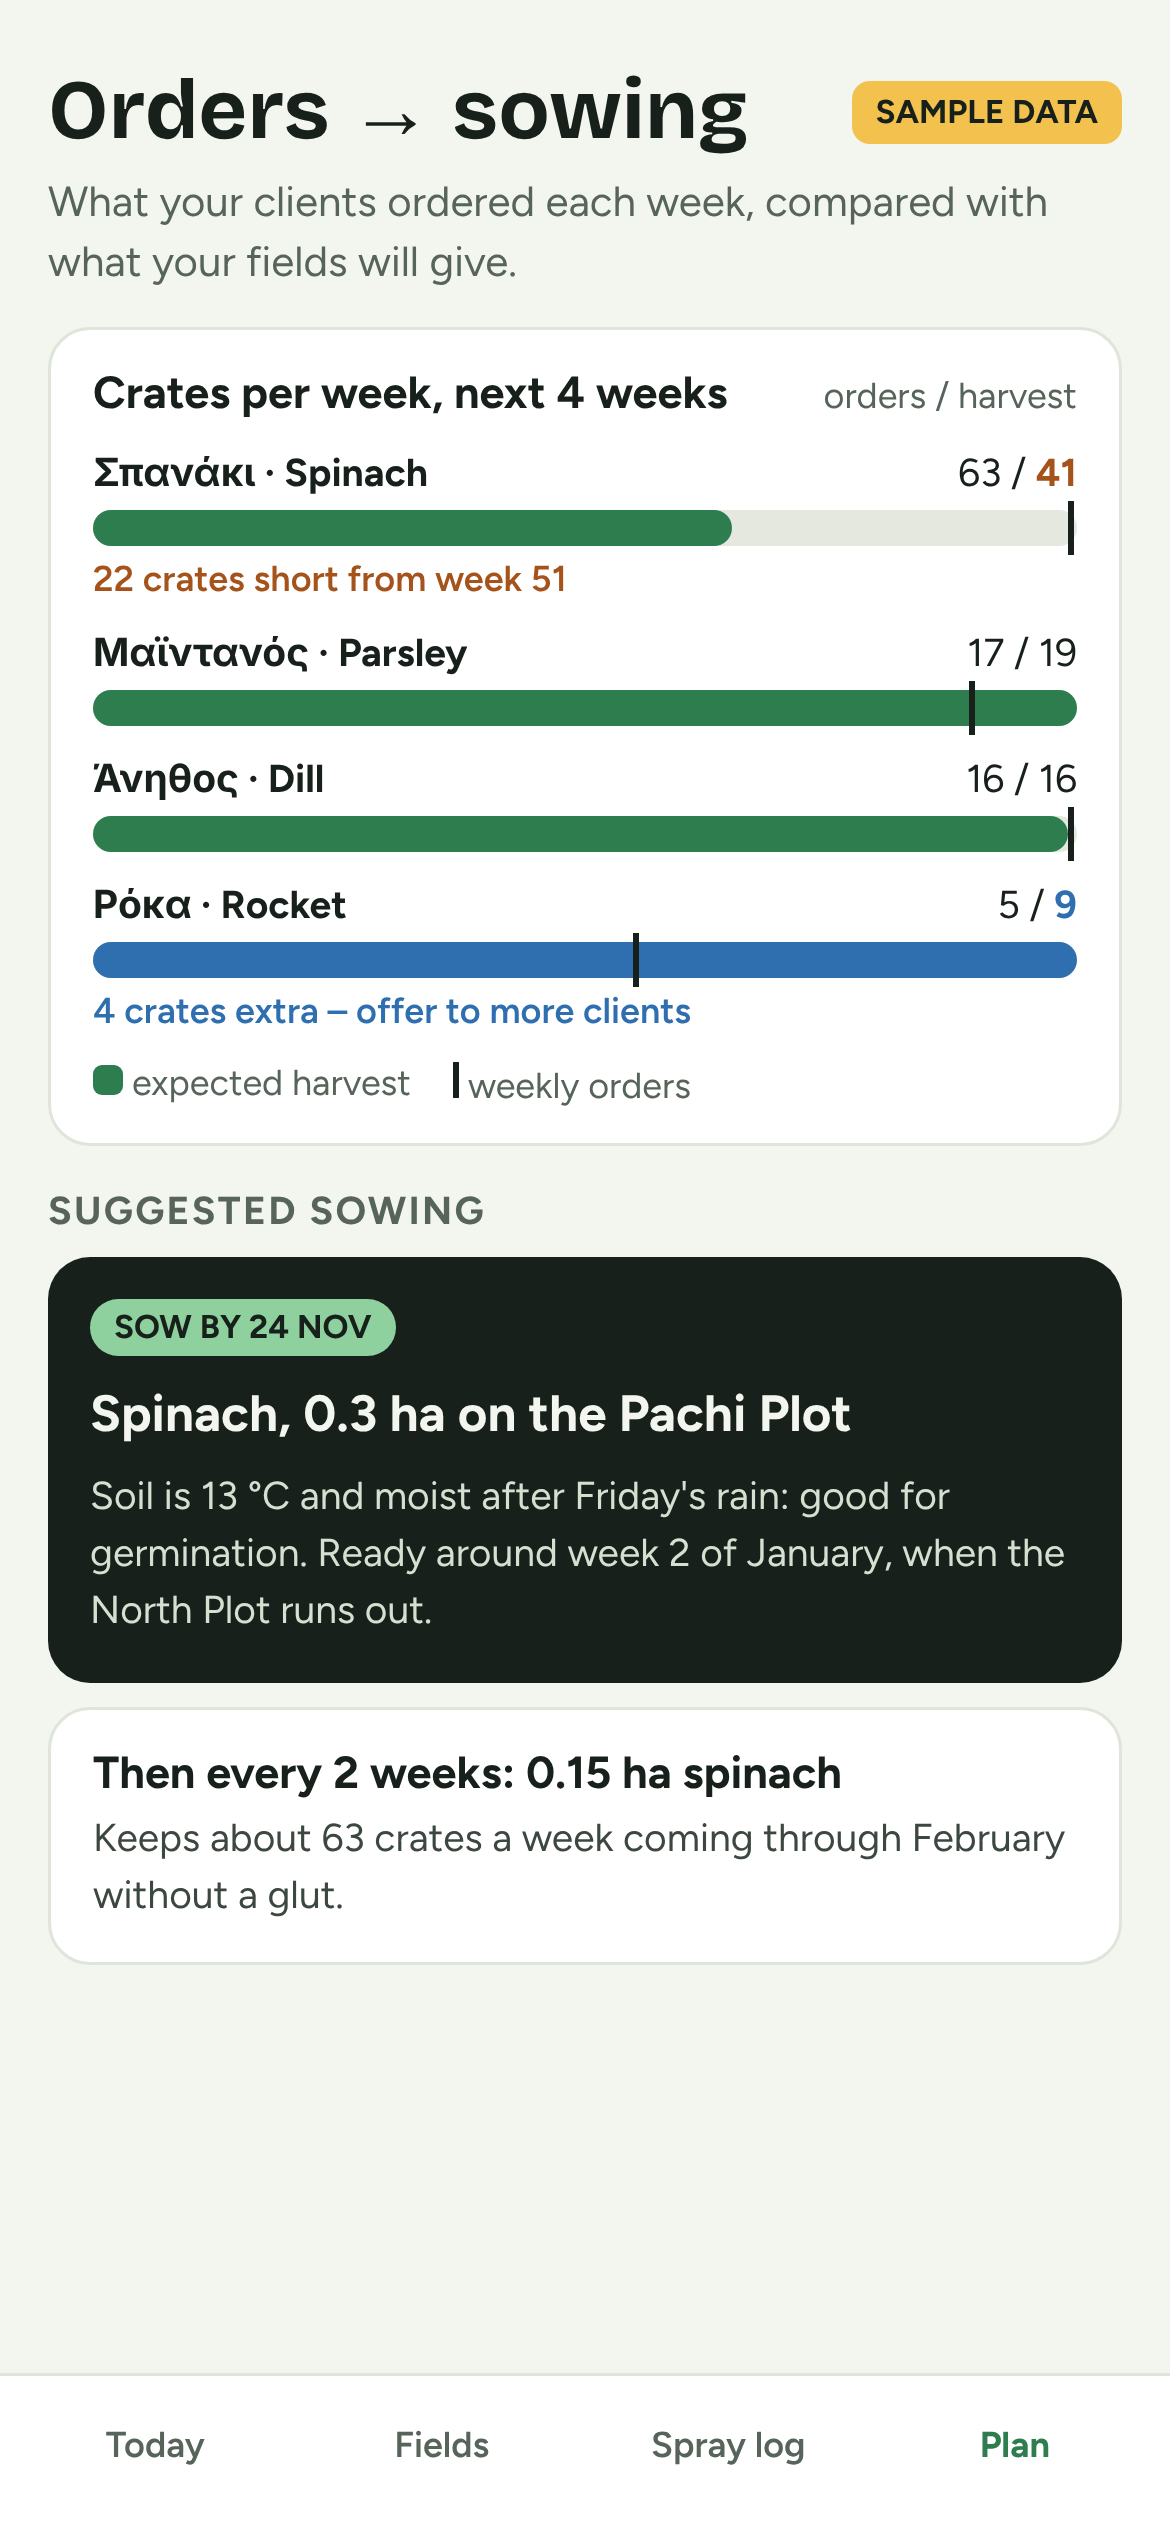 Orders → sowing
SAMPLE DATA
What your clients ordered each week, compared with
what your fields will give.
Crates per week, next 4 weeks
orders / harvest
Σπανάκι · Spinach
63 / 41
22 crates short from week 51
Μαϊντανός · Parsley
17 / 19
Άνηθος · Dill
16 / 16
Ρόκα · Rocket
5 / 9
4 crates extra – offer to more clients
expected harvest
weekly orders
SUGGESTED SOWING
SOW BY 24 NOV
Spinach, 0.3 ha on the Pachi Plot
Soil is 13 °C and moist after Friday's rain: good for
germination. Ready around week 2 of January, when the
North Plot runs out.
Then every 2 weeks: 0.15 ha spinach
Keeps about 63 crates a week coming through February
without a glut.
Today
Fields
Spray log
Plan